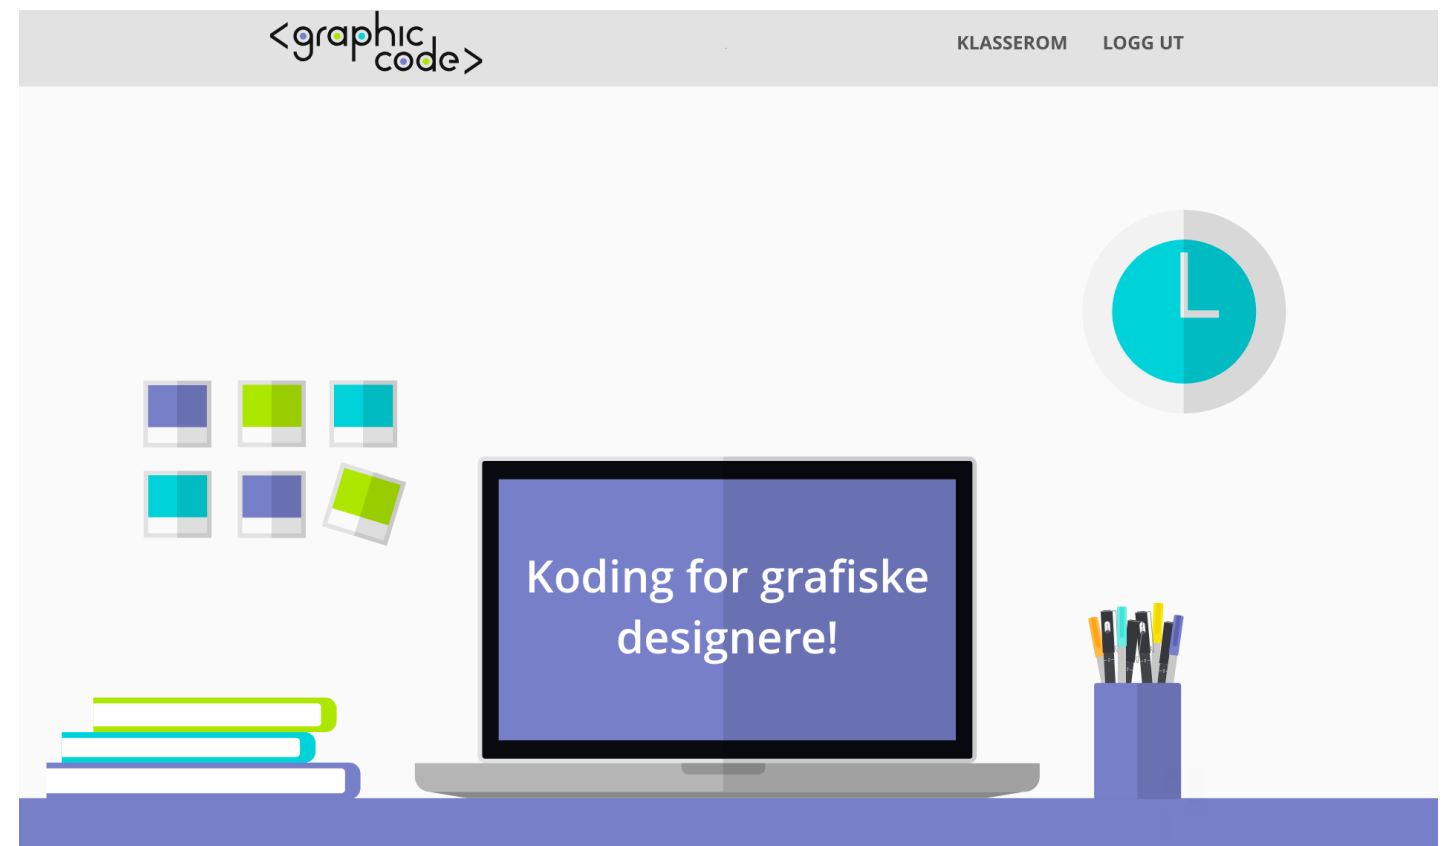 <graphic
code>
KLASSEROM LOGG UT
Koding for grafiske
designere!